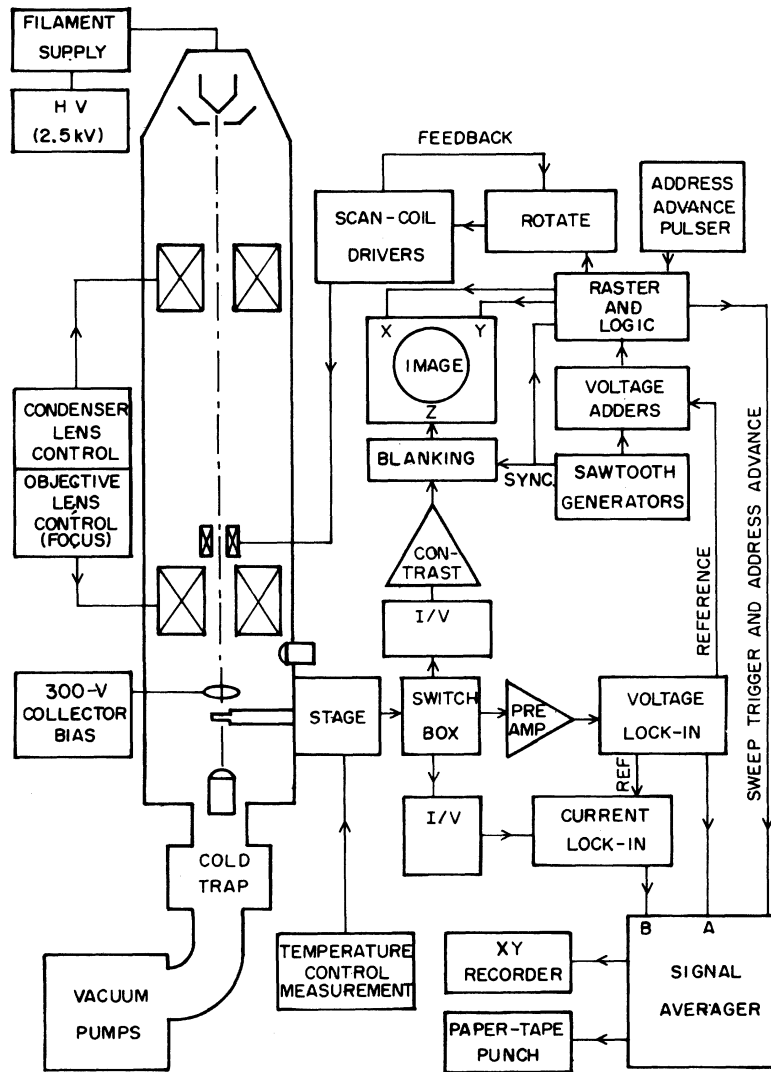 FILAMENT
SUPPLY
H V
(2.5kV)
FEEDBACK
SCAN-COIL
DRIVERS
ROTATE
ADDRESS
ADVANCE
PULSER
RASTER
AND
LOGIC
X
Y
IMAGE
Z
VOLTAGE
ADDERS
BLANKING
SYNC.
SAWTOOTH
GENERATORS
CONDENSER
LENS
CONTROL
OBJECTIVE
LENS
CONTROL
(FOCUS)
CON-
TRAST
I/V
REFERENCE
SWEEP TRIGGER AND ADDRESS ADVANCE
300-V
COLLECTOR
BIAS
STAGE
SWITCH
BOX
PRE
AMP
VOLTAGE
LOCK-IN
REF
I/V
CURRENT
LOCK-IN
COLD
TRAP
B
A
TEMPERATURE
CONTROL
MEASUREMENT
XY
RECORDER
SIGNAL
AVERAGER
VACUUM
PUMPS
PAPER-TAPE
PUNCH